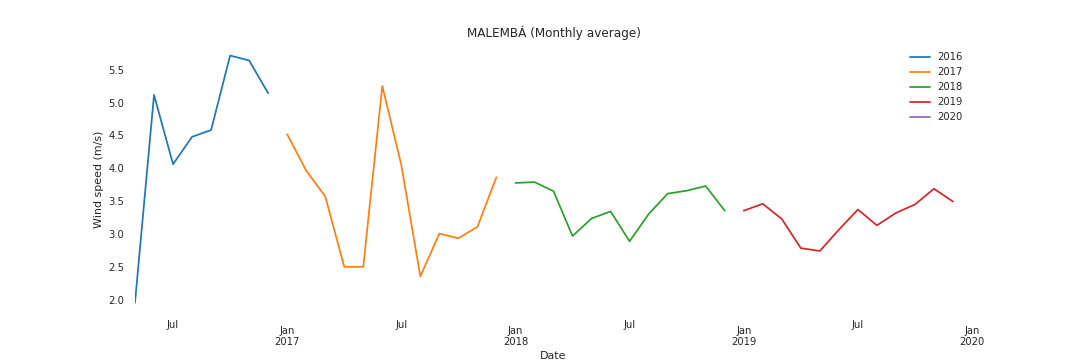 MALEMBÁ (Monthly average)
2016
2017
2018
2019
2020
Wind speed (m/s)
5.5
5.0
4.5
4.0
3.5
3.0
2.5
2.0
Jul
Jan
2017
Jul
Jan
2018
Jul
Jan
2019
Jul
Jan
2020
Date